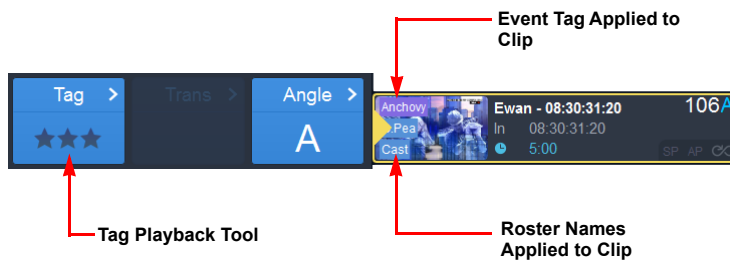 Event Tag Applied to
Clip
Tag >
Trans >
Angle >
A
Anchovy
.Pea
Cast
Ewan - 08:30:31:20
106A
In 08:30:31:20
5:00
SP AP
Tag Playback Tool
Roster Names
Applied to Clip